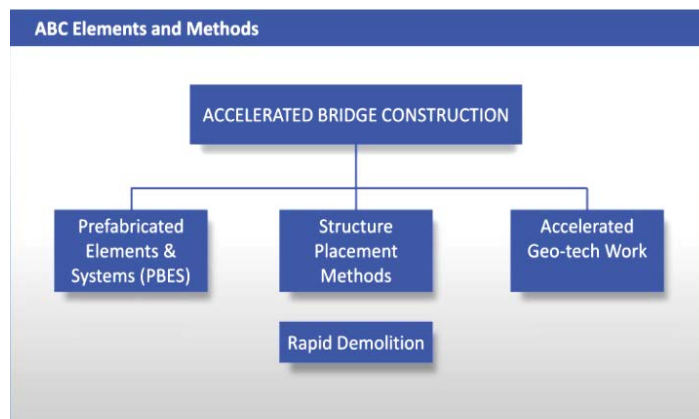 ABC Elements and Methods
ACCELERATED BRIDGE CONSTRUCTION
Prefabricated
Elements &
Systems (PBES)
Structure
Placement
Methods
Accelerated
Geo-tech Work
Rapid Demolition